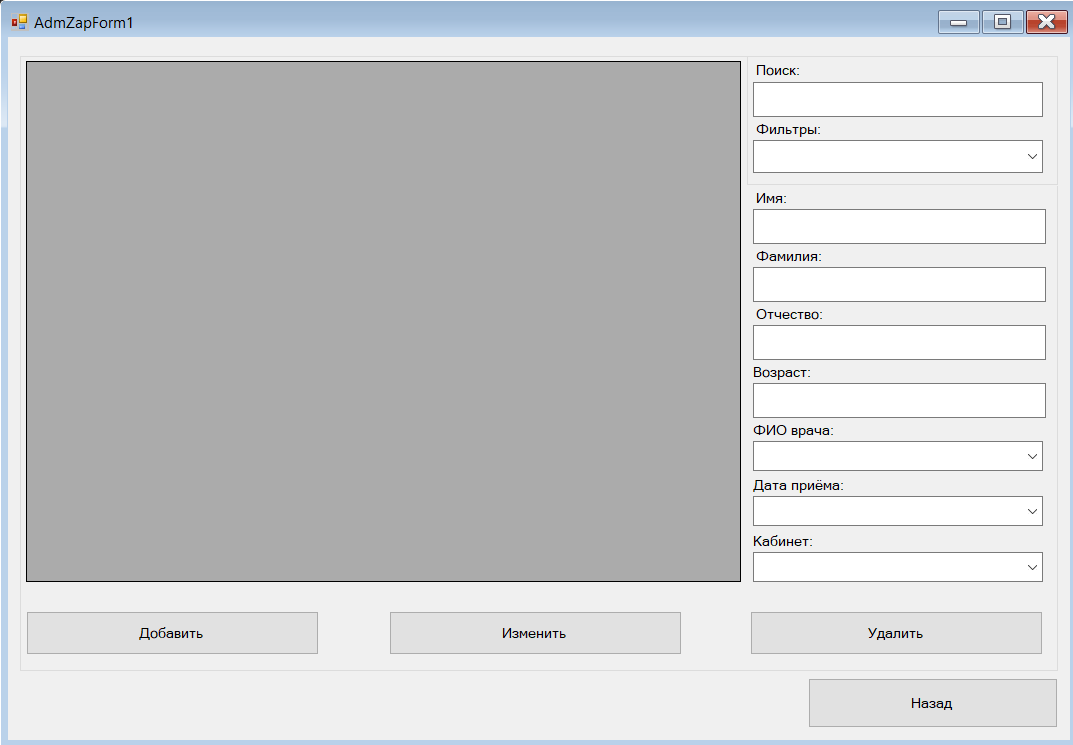 AdmZapForm1
Поиск:
Фильтры:
Имя:
Фамилия:
Отчество:
Возраст:
ФИО врача:
Дата приёма:
Кабинет:
Добавить
Изменить
Удалить
Назад